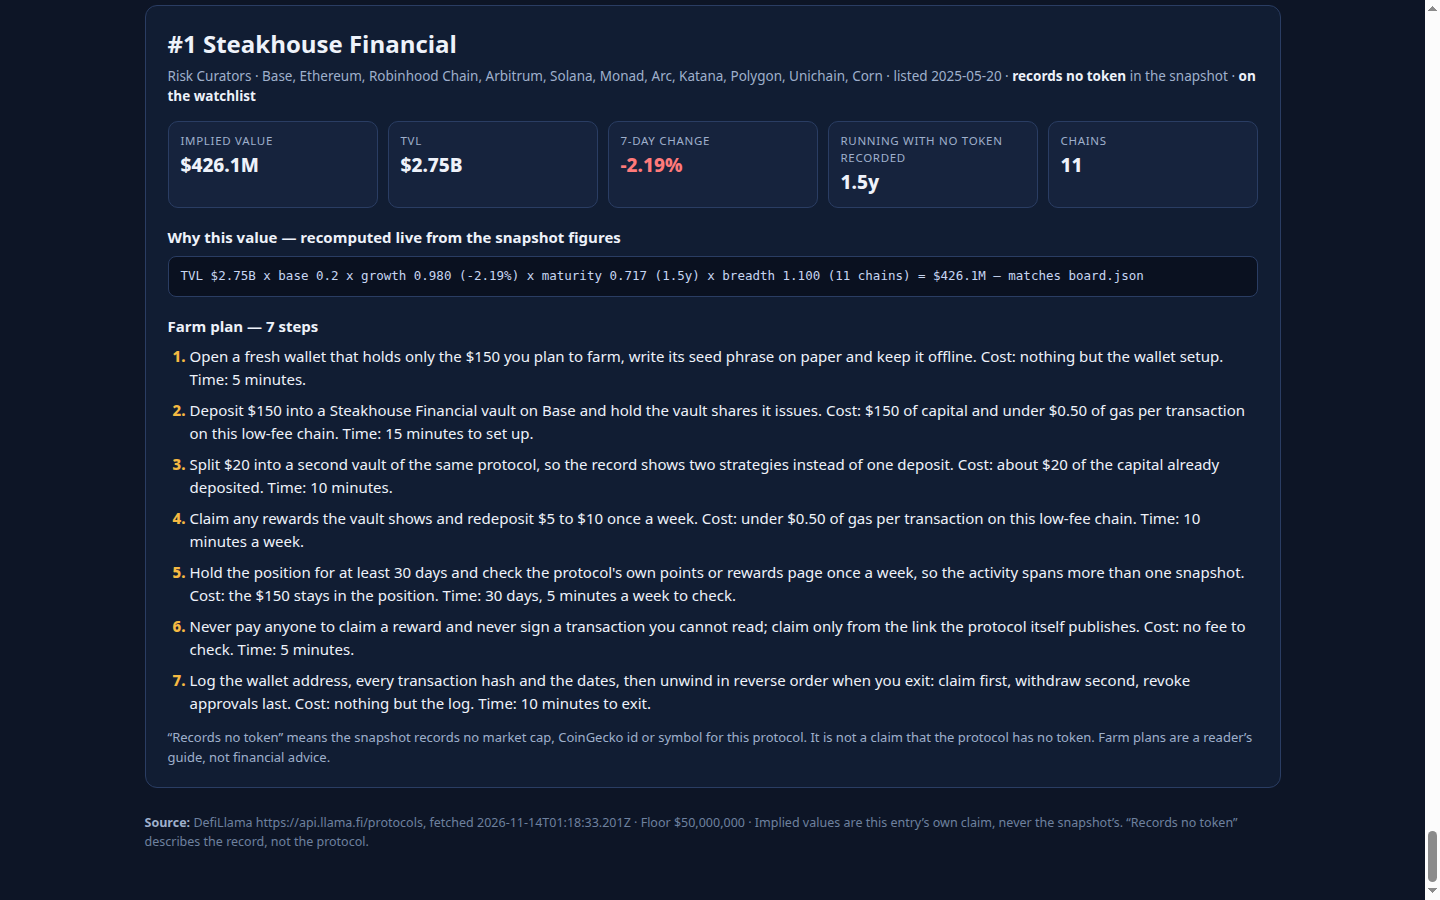 #1 Steakhouse Financial
Risk Curators · Base, Ethereum, Robinhood Chain, Arbitrum, Solana, Monad, Arc, Katana, Polygon, Unichain, Corn · listed 2025-05-20 · records no token in the snapshot · on
the watchlist
IMPLIED VALUE
$426.1M
TVL
$2.75B
7-DAY CHANGE
-2.19%
RUNNING WITH NO TOKEN
RECORDED
1.5y
CHAINS
11
Why this value — recomputed live from the snapshot figures
TVL $2.75B x base 0.2 x growth 0.980 (-2.19%) x maturity 0.717 (1.5y) x breadth 1.100 (11 chains) = $426.1M — matches board.json
Farm plan — 7 steps
1. Open a fresh wallet that holds only the $150 you plan to farm, write its seed phrase on paper and keep it offline. Cost: nothing but the wallet setup.
Time: 5 minutes.
2. Deposit $150 into a Steakhouse Financial vault on Base and hold the vault shares it issues. Cost: $150 of capital and under $0.50 of gas per transaction
on this low-fee chain. Time: 15 minutes to set up.
3. Split $20 into a second vault of the same protocol, so the record shows two strategies instead of one deposit. Cost: about $20 of the capital already
deposited. Time: 10 minutes.
4. Claim any rewards the vault shows and redeposit $5 to $10 once a week. Cost: under $0.50 of gas per transaction on this low-fee chain. Time: 10
minutes a week.
5. Hold the position for at least 30 days and check the protocol's own points or rewards page once a week, so the activity spans more than one snapshot.
Cost: the $150 stays in the position. Time: 30 days, 5 minutes a week to check.
6. Never pay anyone to claim a reward and never sign a transaction you cannot read; claim only from the link the protocol itself publishes. Cost: no fee to
check. Time: 5 minutes.
7. Log the wallet address, every transaction hash and the dates, then unwind in reverse order when you exit: claim first, withdraw second, revoke
approvals last. Cost: nothing but the log. Time: 10 minutes to exit.
“Records no token” means the snapshot records no market cap, CoinGecko id or symbol for this protocol. It is not a claim that the protocol has no token. Farm plans are a reader’s
guide, not financial advice.
Source: DefiLlama https://api.llama.fi/protocols, fetched 2026-11-14T01:18:33.201Z · Floor $50,000,000 · Implied values are this entry’s own claim, never the snapshot’s. “Records no token”
describes the record, not the protocol.